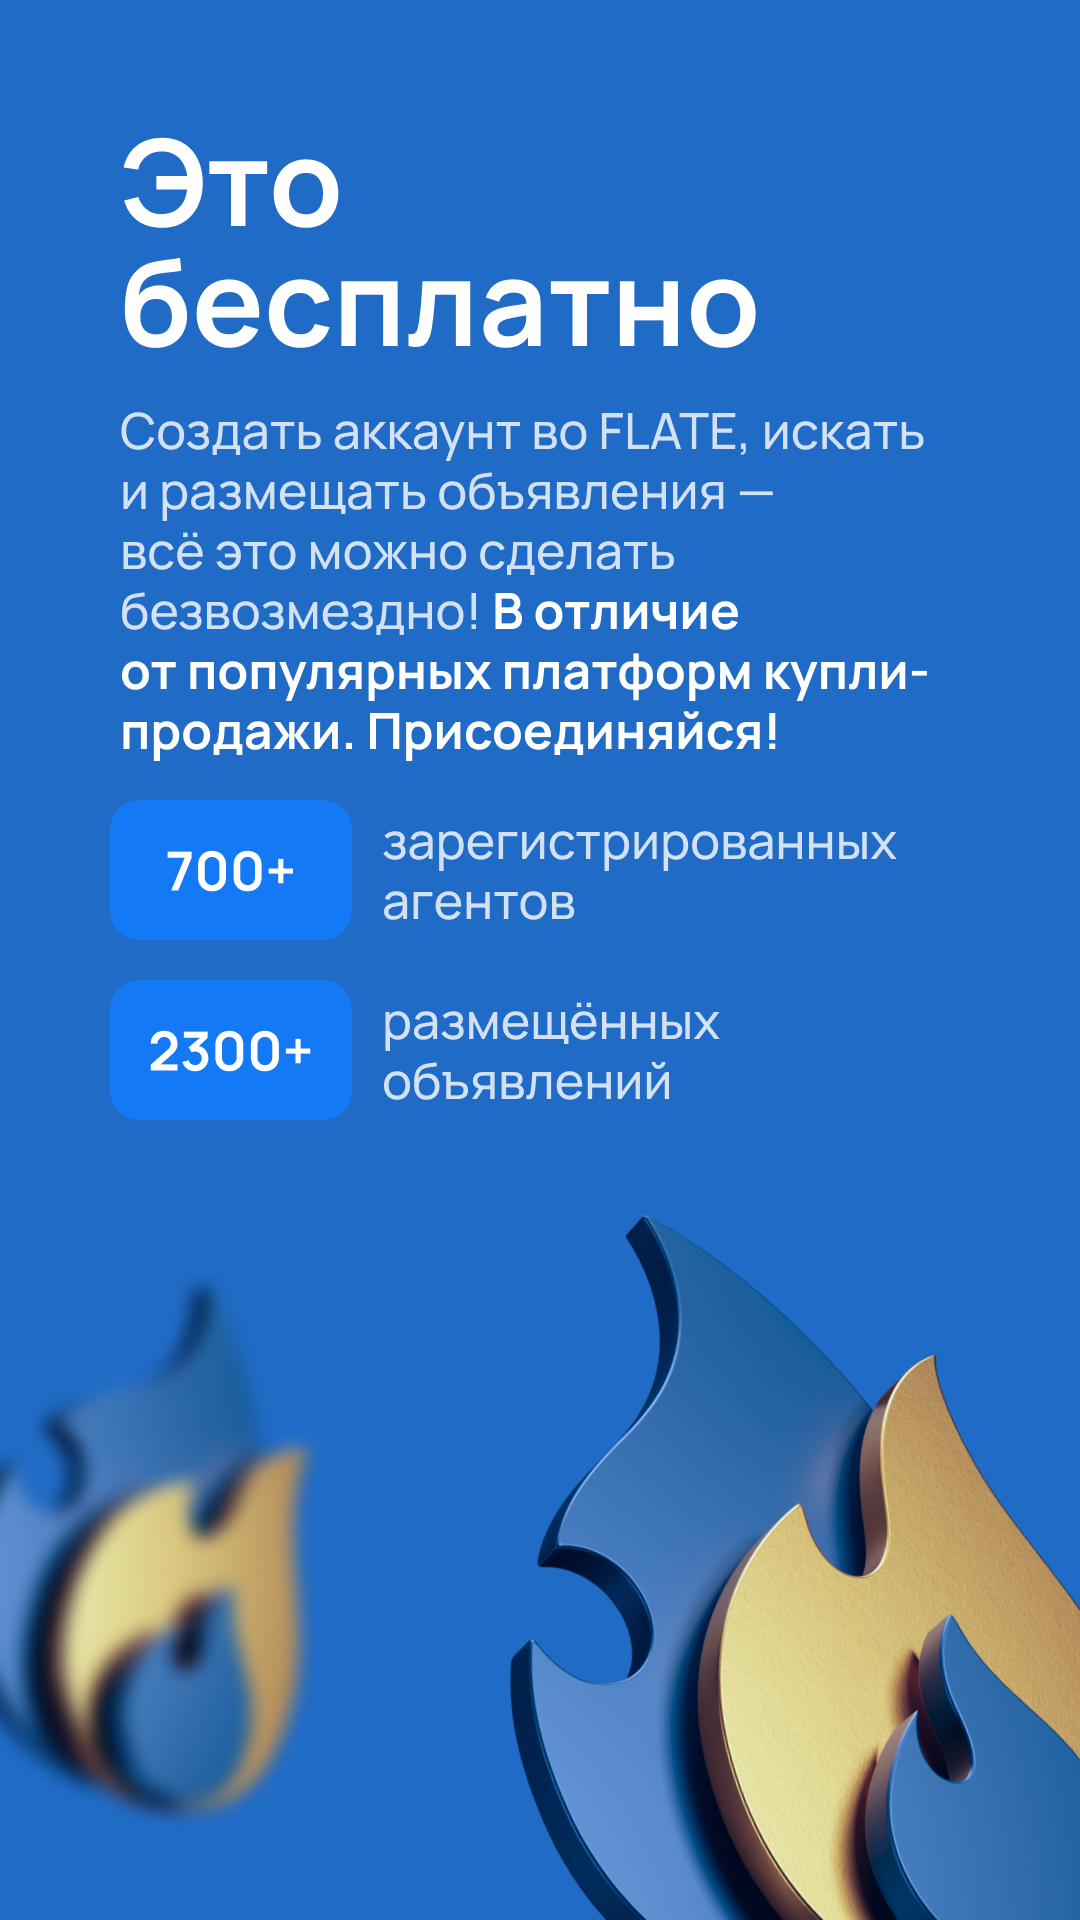 Это
бесплатно
Создать аккаунт во FLATE, искать
и размещать объявления —
всё это можно сделать
безвозмездно! В отличие
от популярных платформ купли-
продажи. Присоединяйся!
700+
зарегистрированных
агентов
2300+
размещённых
объявлений